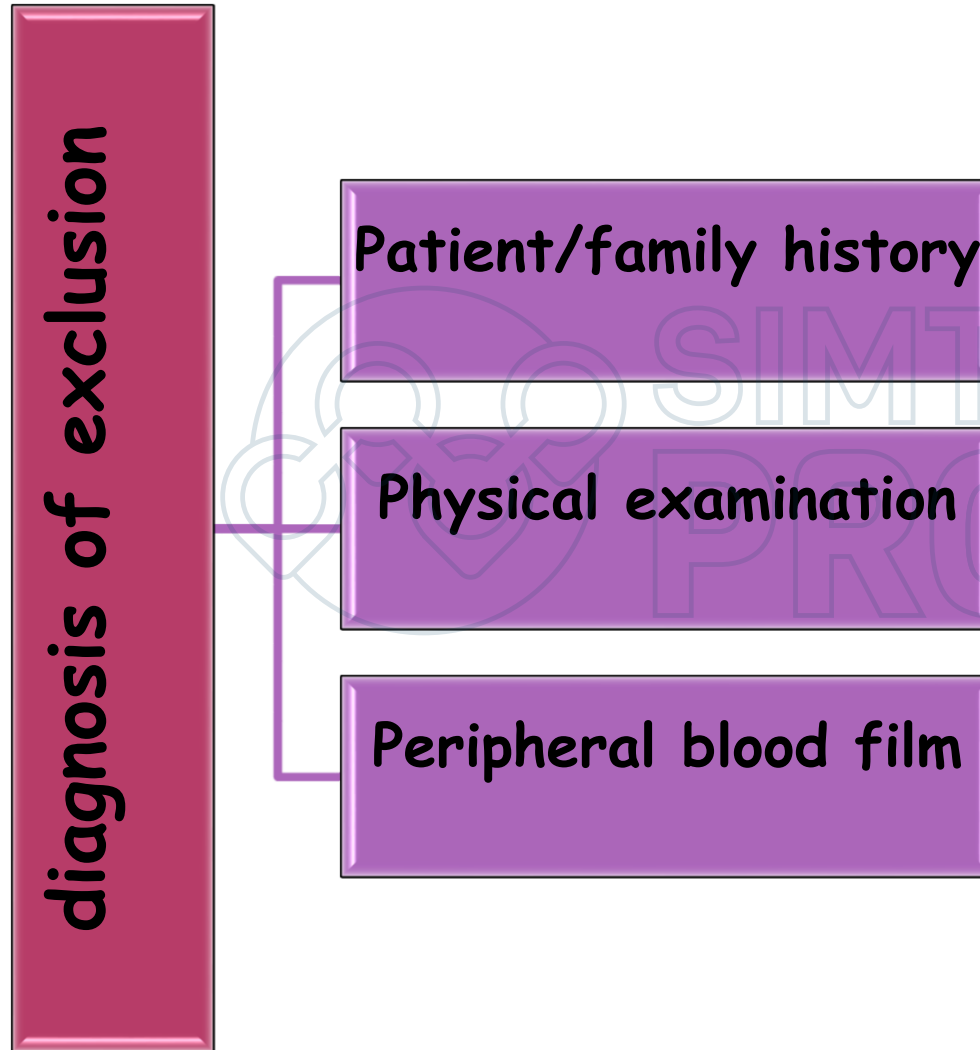 diagnosis of exclusion
Patient/family history
Physical examination
Peripheral blood film